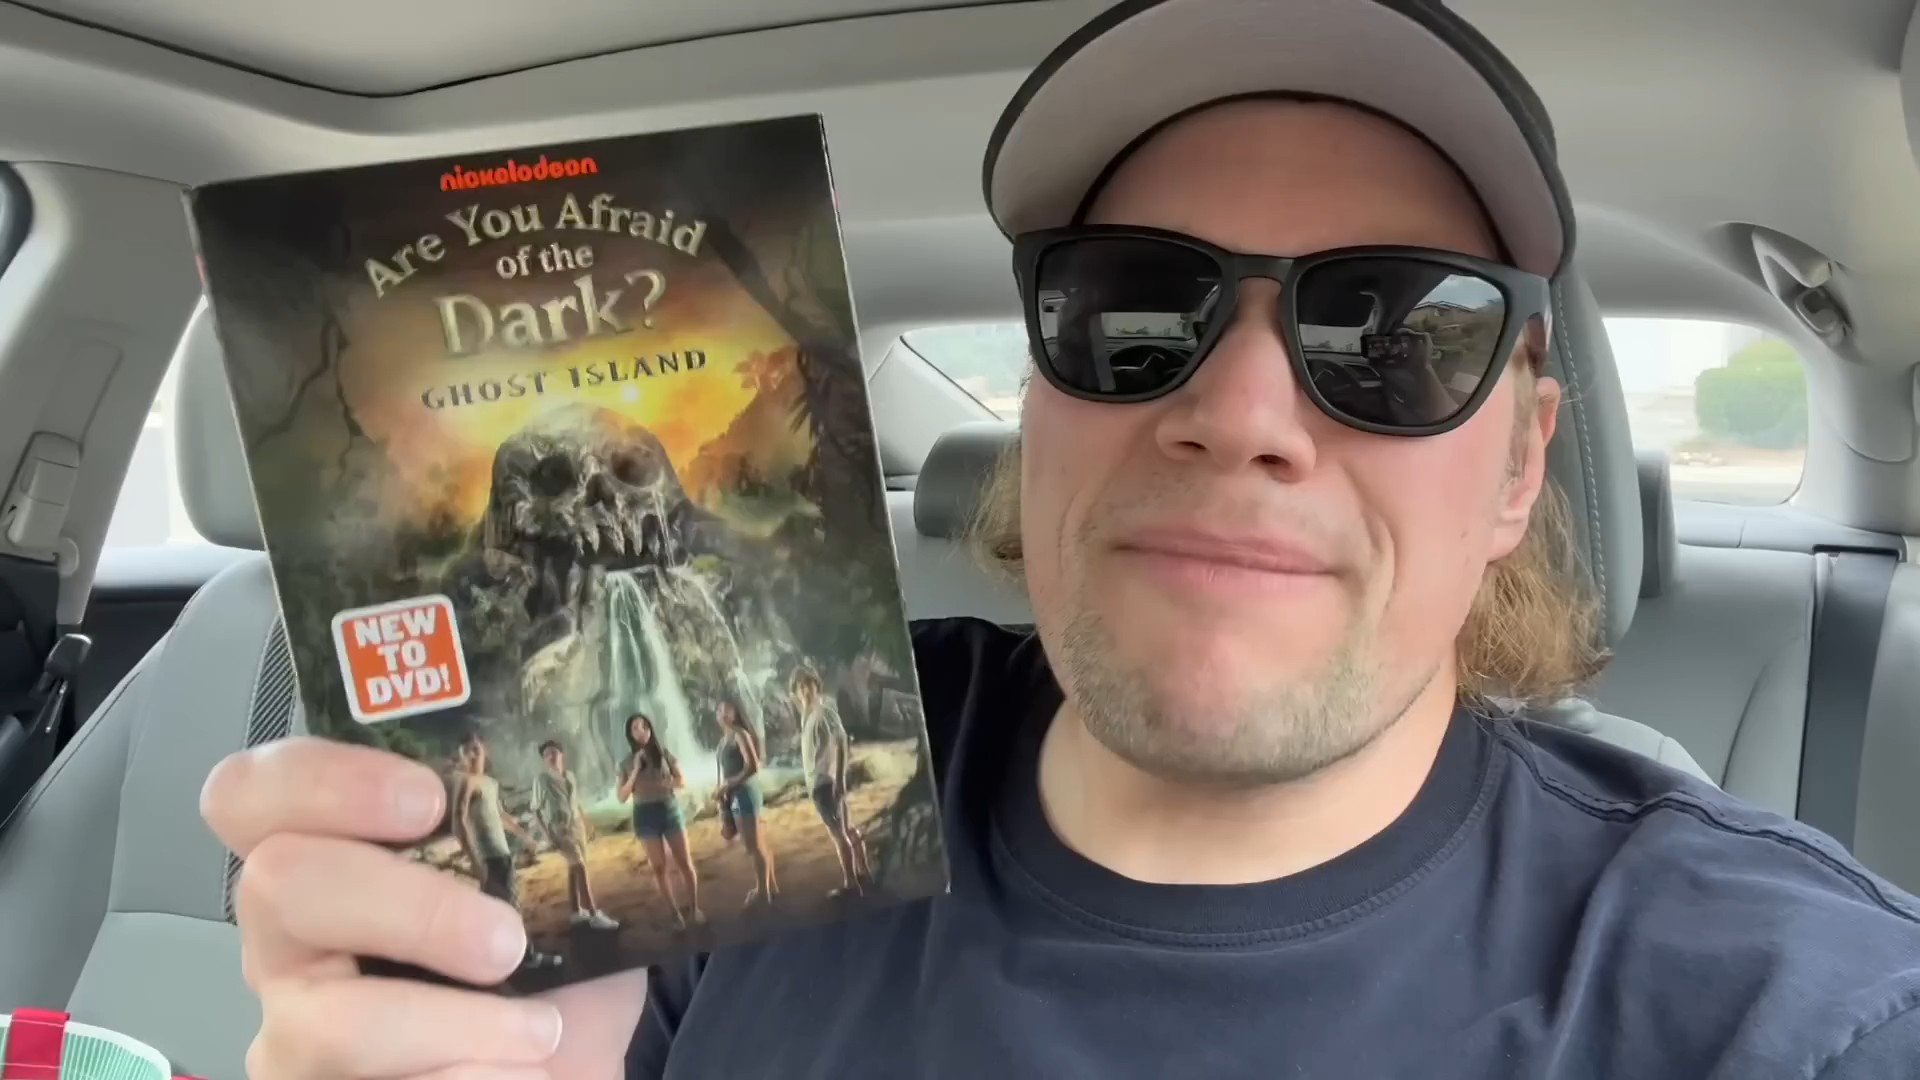 nickelodeon
Are You Afraid
of the
Dark?
GHOST ISLAND
NEW
TO
DVD!